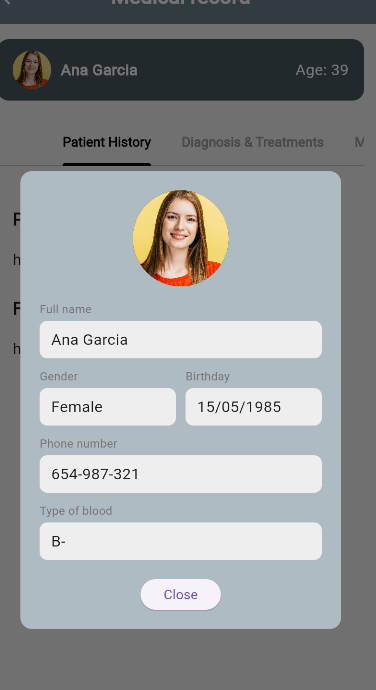 Medical record
Ana Garcia Age: 39
Patient History Diagnosis & Treatments M
F
h
F
h
Full name
Ana Garcia
Gender Birthday
Female 15/05/1985
Phone number
654-987-321
Type of blood
B-
Close